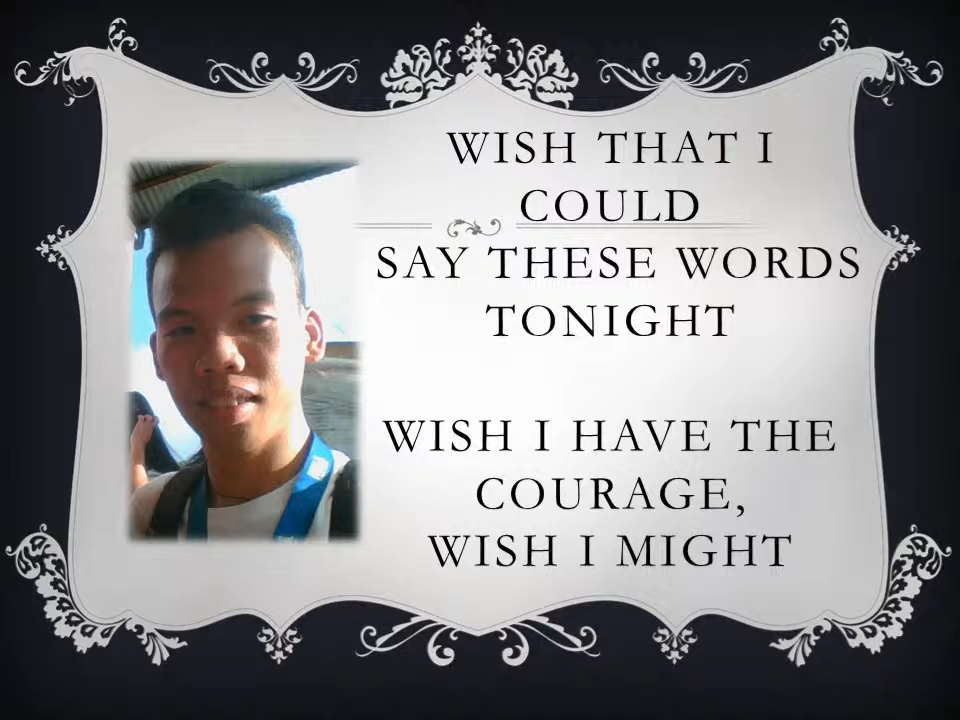 WISH THAT I
COULD
SAY THESE WORDS
TONIGHT
WISH I HAVE THE
COURAGE,
WISH I MIGHT